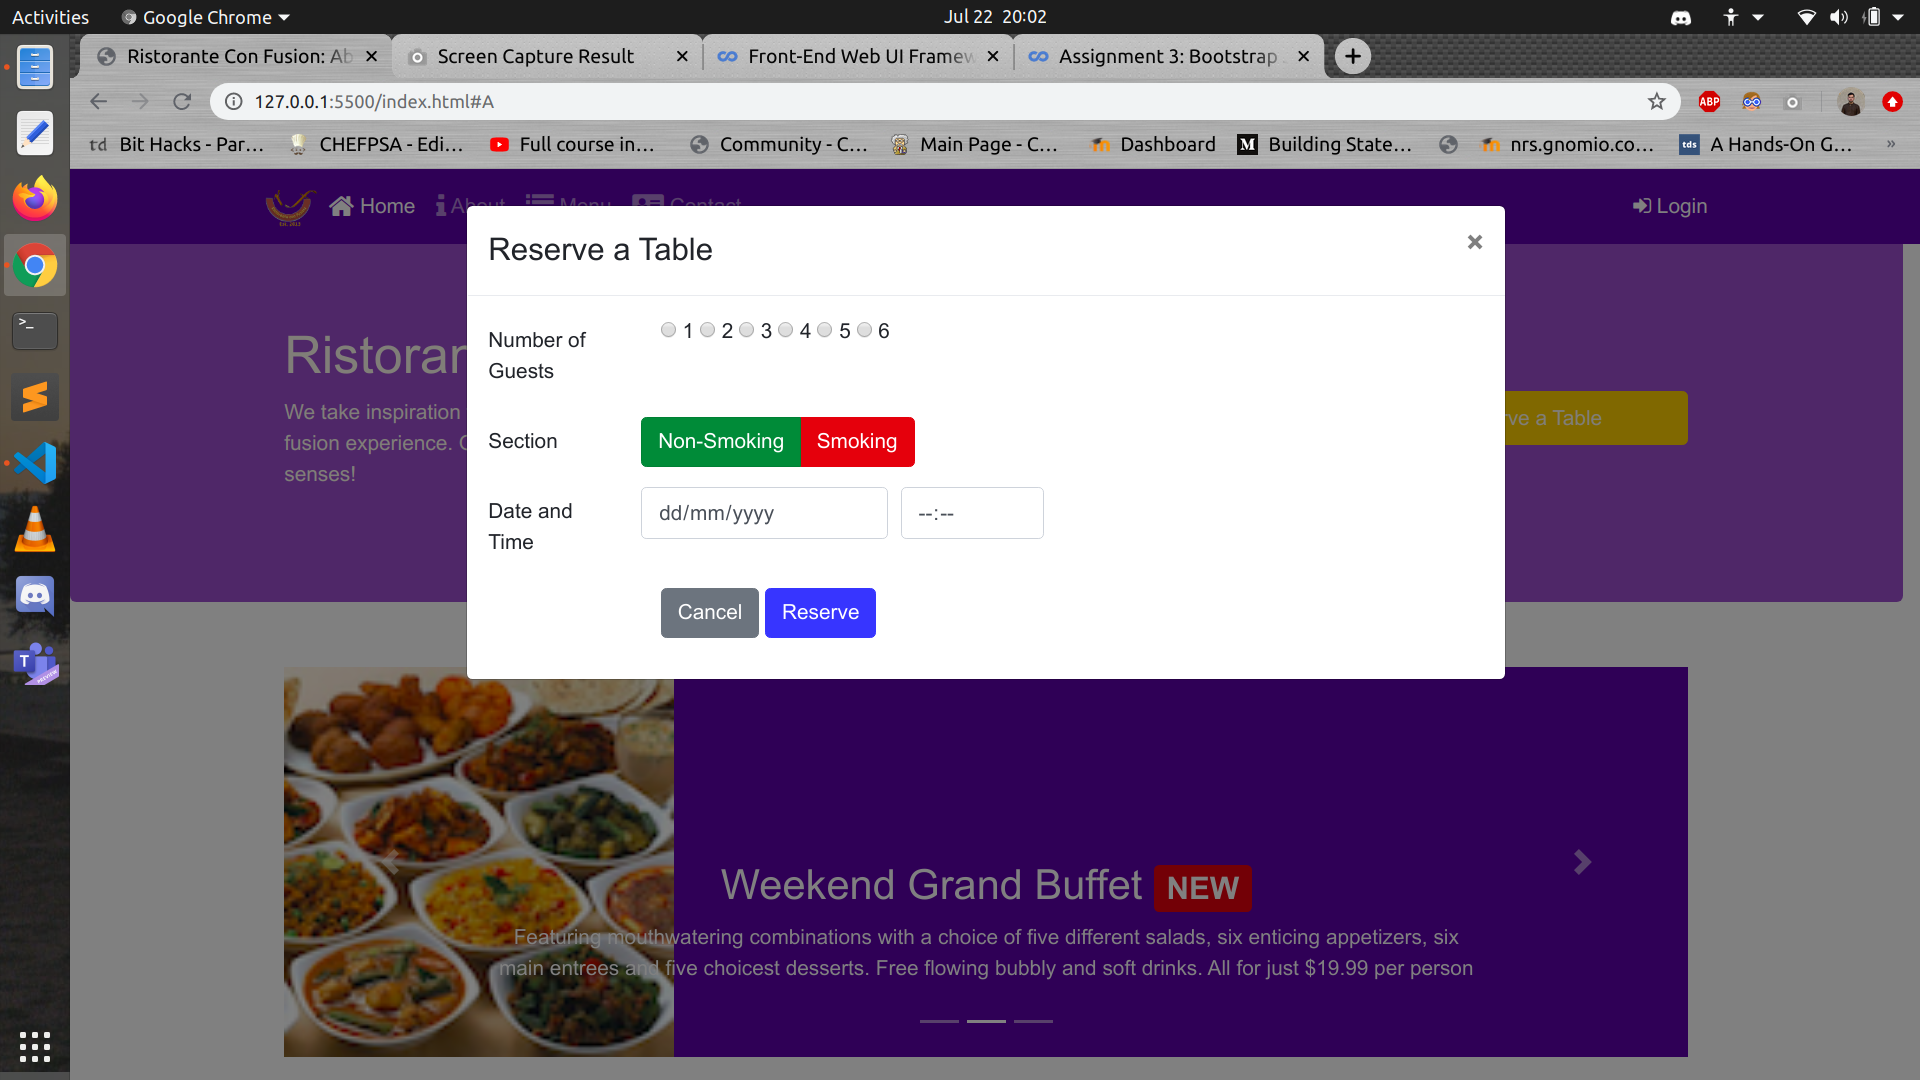 Activities
Google Chrome
Jul 22 20:02
Ristorante Con Fusion: Ab
Screen Capture Result
Front-End Web UI Framew
Assignment 3: Bootstrap
127.0.0.1:5500/index.html#A
ABP
td Bit Hacks - Par...
CHEFPSA - Edi...
Full course in...
Community - C...
Main Page - C...
Dashboard
M Building State...
nrs.gnomio.co...
tds A Hands-On G...
»
Home
About
Menu
Contact
Login
Reserve a Table
×
Number of
Guests
1 2 3 4 5 6
Section
Non-Smoking
Smoking
Date and
Time
dd/mm/yyyy
--:--
Cancel
Reserve
Ristoran
We take inspiration
fusion experience.
senses!
ve a Table
Weekend Grand Buffet NEW
Featuring mouthwatering combinations with a choice of five different salads, six enticing appetizers, six
main entrees and five choicest desserts. Free flowing bubbly and soft drinks. All for just $19.99 per person